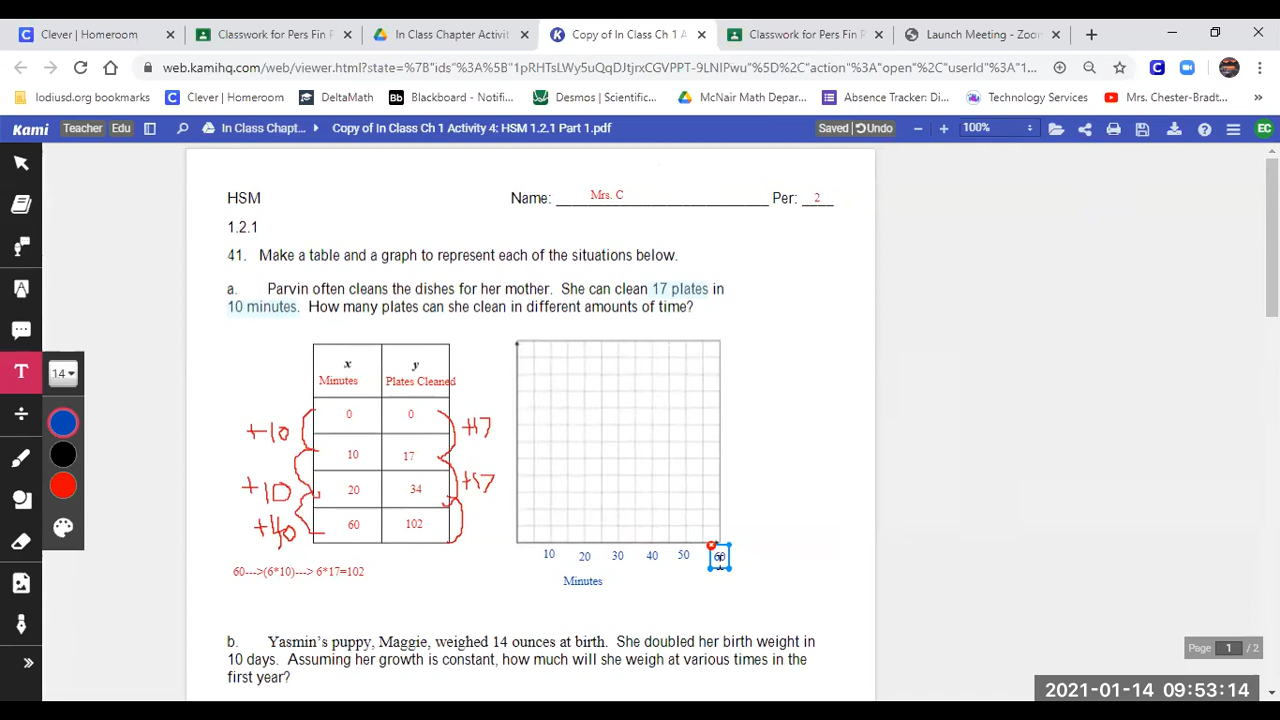 Clever | Homeroom
Classwork for Pers Fin P
In Class Chapter Activit
Copy of In Class Ch 1 A
Classwork for Pers Fin P
Launch Meeting - Zoom
web.kamihq.com/web/viewer.html?state=%7B"ids"%3A%5B"1pRHTsLWy5uQqDJtjrxCGVPPT-9LNIPwu"%5D%2C"action"%3A"open"%2C"userId"%3A"1...
lodiusd.org bookmarks
Clever | Homeroom
DeltaMath
Bb Blackboard - Notifi...
Desmos | Scientific...
McNair Math Depar...
Absence Tracker: Di...
Technology Services
Mrs. Chester-Bradt...
»
Kami Teacher Edu
In Class Chapt...
Copy of In Class Ch 1 Activity 4: HSM 1.2.1 Part 1.pdf
Saved Undo
100%
EC
HSM Name: Mrs. C Per: 2
1.2.1
41. Make a table and a graph to represent each of the situations below.
a. Parvin often cleans the dishes for her mother. She can clean 17 plates in
10 minutes. How many plates can she clean in different amounts of time?
T
14
x y
Minutes Plates Cleaned
0 0
10 17
20 34
60 102
+10
+10
+40
+17
+17
60--->(6*10)---> 6*17=102
10 20 30 40 50 60
Minutes
b. Yasmin's puppy, Maggie, weighed 14 ounces at birth. She doubled her birth weight in
10 days. Assuming her growth is constant, how much will she weigh at various times in the
first year?
Page 1 / 2
2021-01-14 09:53:14